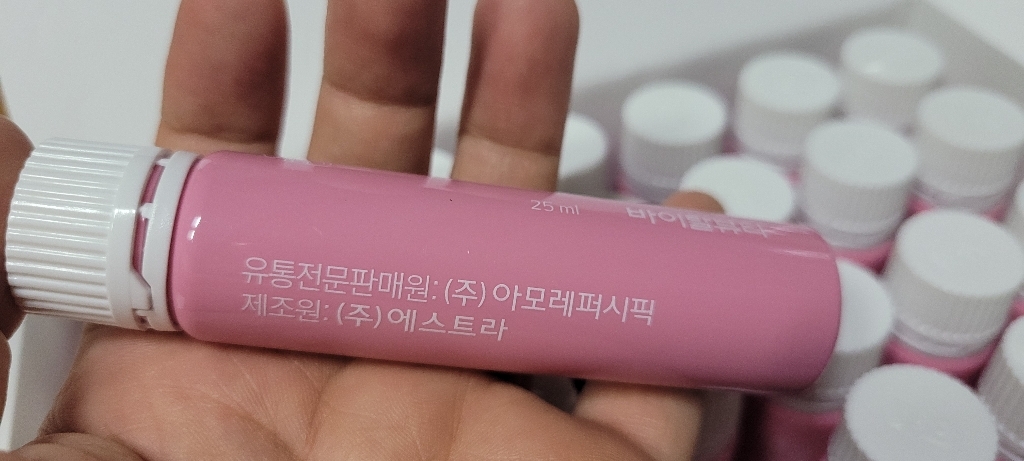 25 ml
유통전문판매원: (주) 아모레퍼시픽
제조원: (주) 에스트라